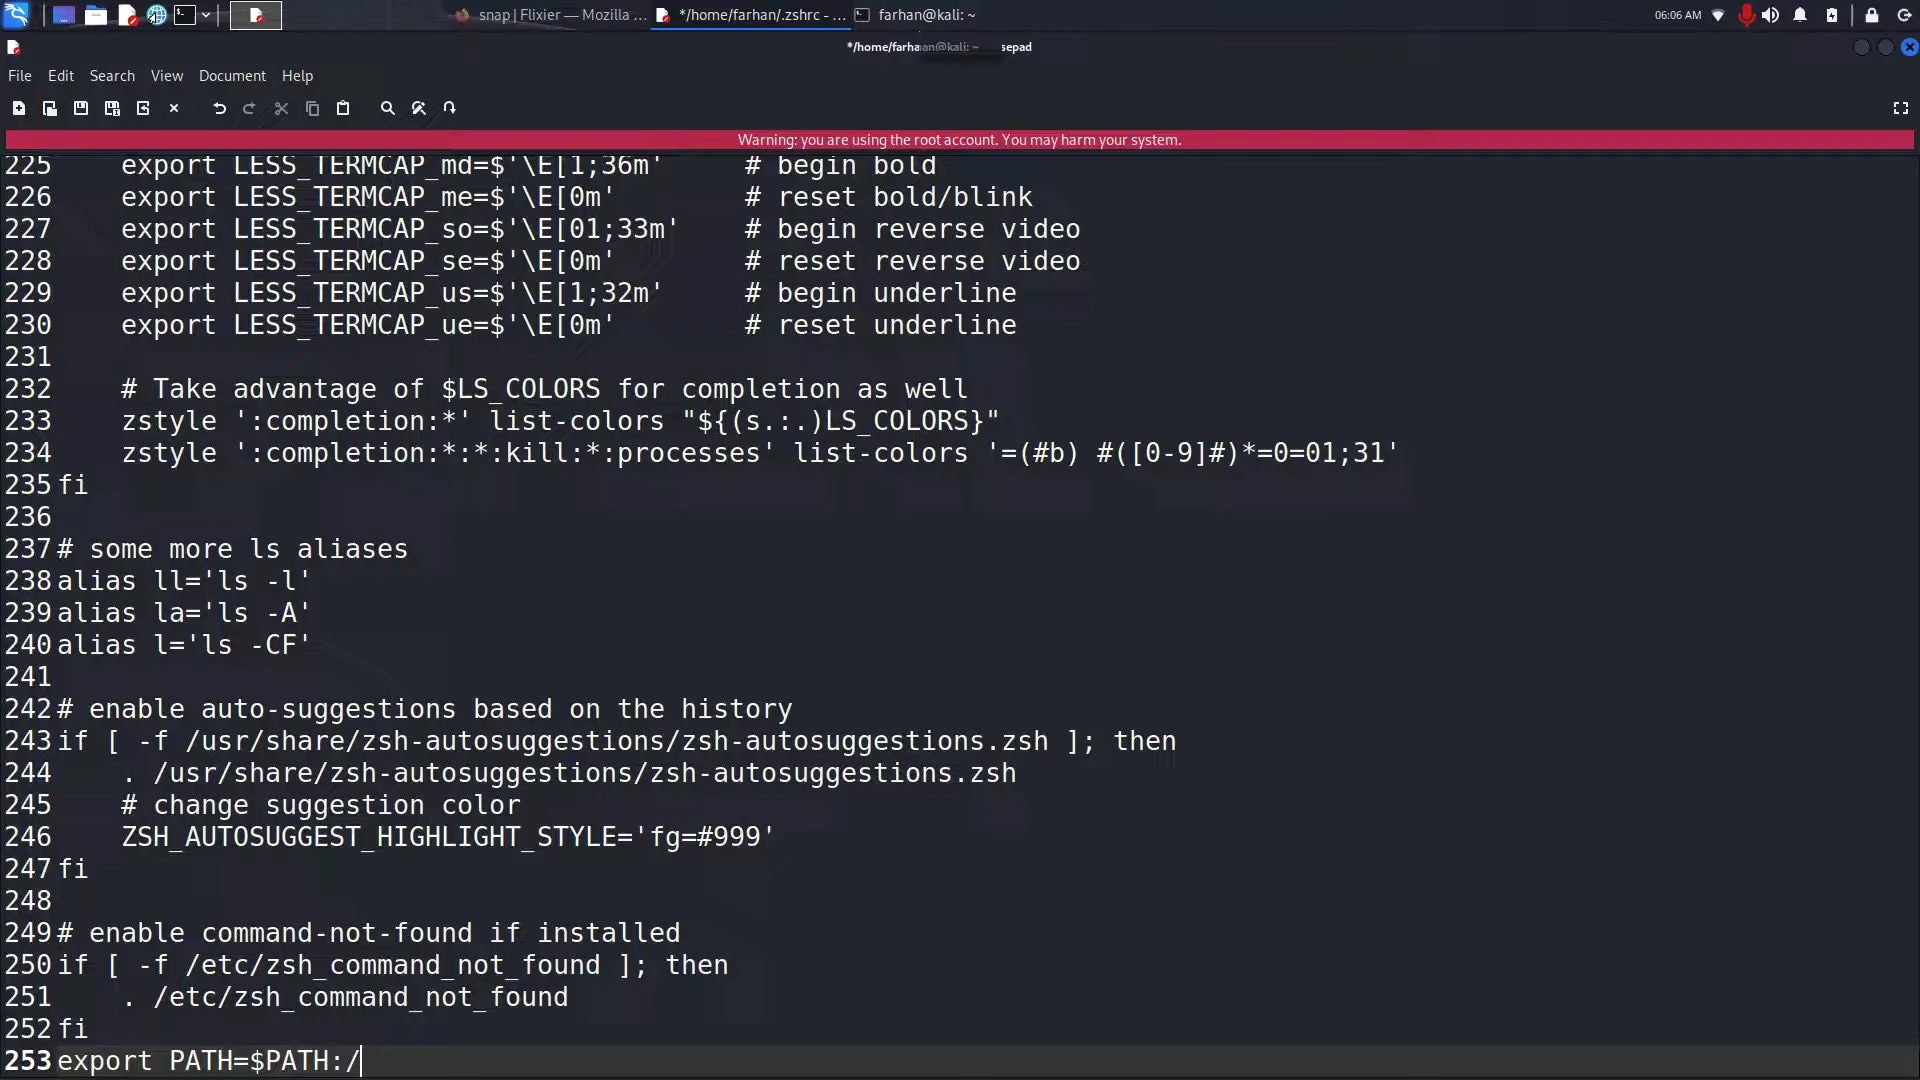 snap | Flixier — Mozilla ... */home/farhan/.zshrc - ... farhan@kali: ~ 06:06 AM
*/home/farhan@kali: ~ sepad
File Edit Search View Document Help
Warning: you are using the root account. You may harm your system.
225 export LESS_TERMCAP_md=$'\E[1;36m' # begin bold
226 export LESS_TERMCAP_me=$'\E[0m' # reset bold/blink
227 export LESS_TERMCAP_so=$'\E[01;33m' # begin reverse video
228 export LESS_TERMCAP_se=$'\E[0m' # reset reverse video
229 export LESS_TERMCAP_us=$'\E[1;32m' # begin underline
230 export LESS_TERMCAP_ue=$'\E[0m' # reset underline
231
232 # Take advantage of $LS_COLORS for completion as well
233 zstyle ':completion:*' list-colors "${(s.:.)LS_COLORS}"
234 zstyle ':completion:*:*:kill:*:processes' list-colors '=(#b) #([0-9]#)*=0=01;31'
235 fi
236
237 # some more ls aliases
238 alias ll='ls -l'
239 alias la='ls -A'
240 alias l='ls -CF'
241
242 # enable auto-suggestions based on the history
243 if [ -f /usr/share/zsh-autosuggestions/zsh-autosuggestions.zsh ]; then
244 . /usr/share/zsh-autosuggestions/zsh-autosuggestions.zsh
245 # change suggestion color
246 ZSH_AUTOSUGGEST_HIGHLIGHT_STYLE='fg=#999'
247 fi
248
249 # enable command-not-found if installed
250 if [ -f /etc/zsh_command_not_found ]; then
251 . /etc/zsh_command_not_found
252 fi
253 export PATH=$PATH:/